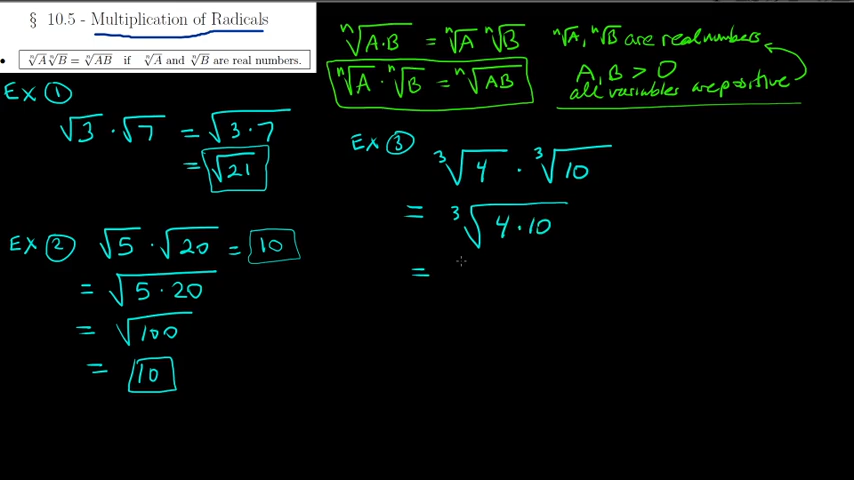 § 10.5 - Multiplication of Radicals
• ⁿ√A ⁿ√B = ⁿ√AB if ⁿ√A and ⁿ√B are real numbers.
ⁿ√A·B = ⁿ√A ⁿ√B
ⁿ√A · ⁿ√B = ⁿ√AB
ⁿ√A, ⁿ√B are real numbers
A, B > 0
all variables are positive
EX ①
√3 · √7 = √3·7
= √21
EX ② √5 · √20 = 10
= √5·20
= √100
= 10
EX ③
³√4 · ³√10
= ³√4·10
=